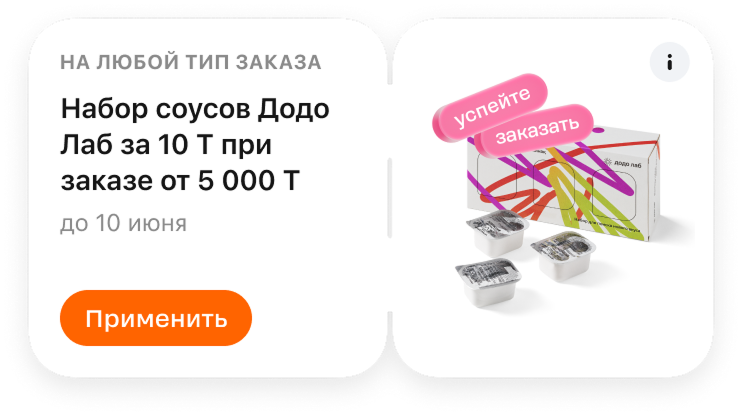 НА ЛЮБОЙ ТИП ЗАКАЗА
Набор соусов Додо
Лаб за 10 Т при
заказе от 5 000 Т
до 10 июня
Применить
успейте
заказать
додо лаб